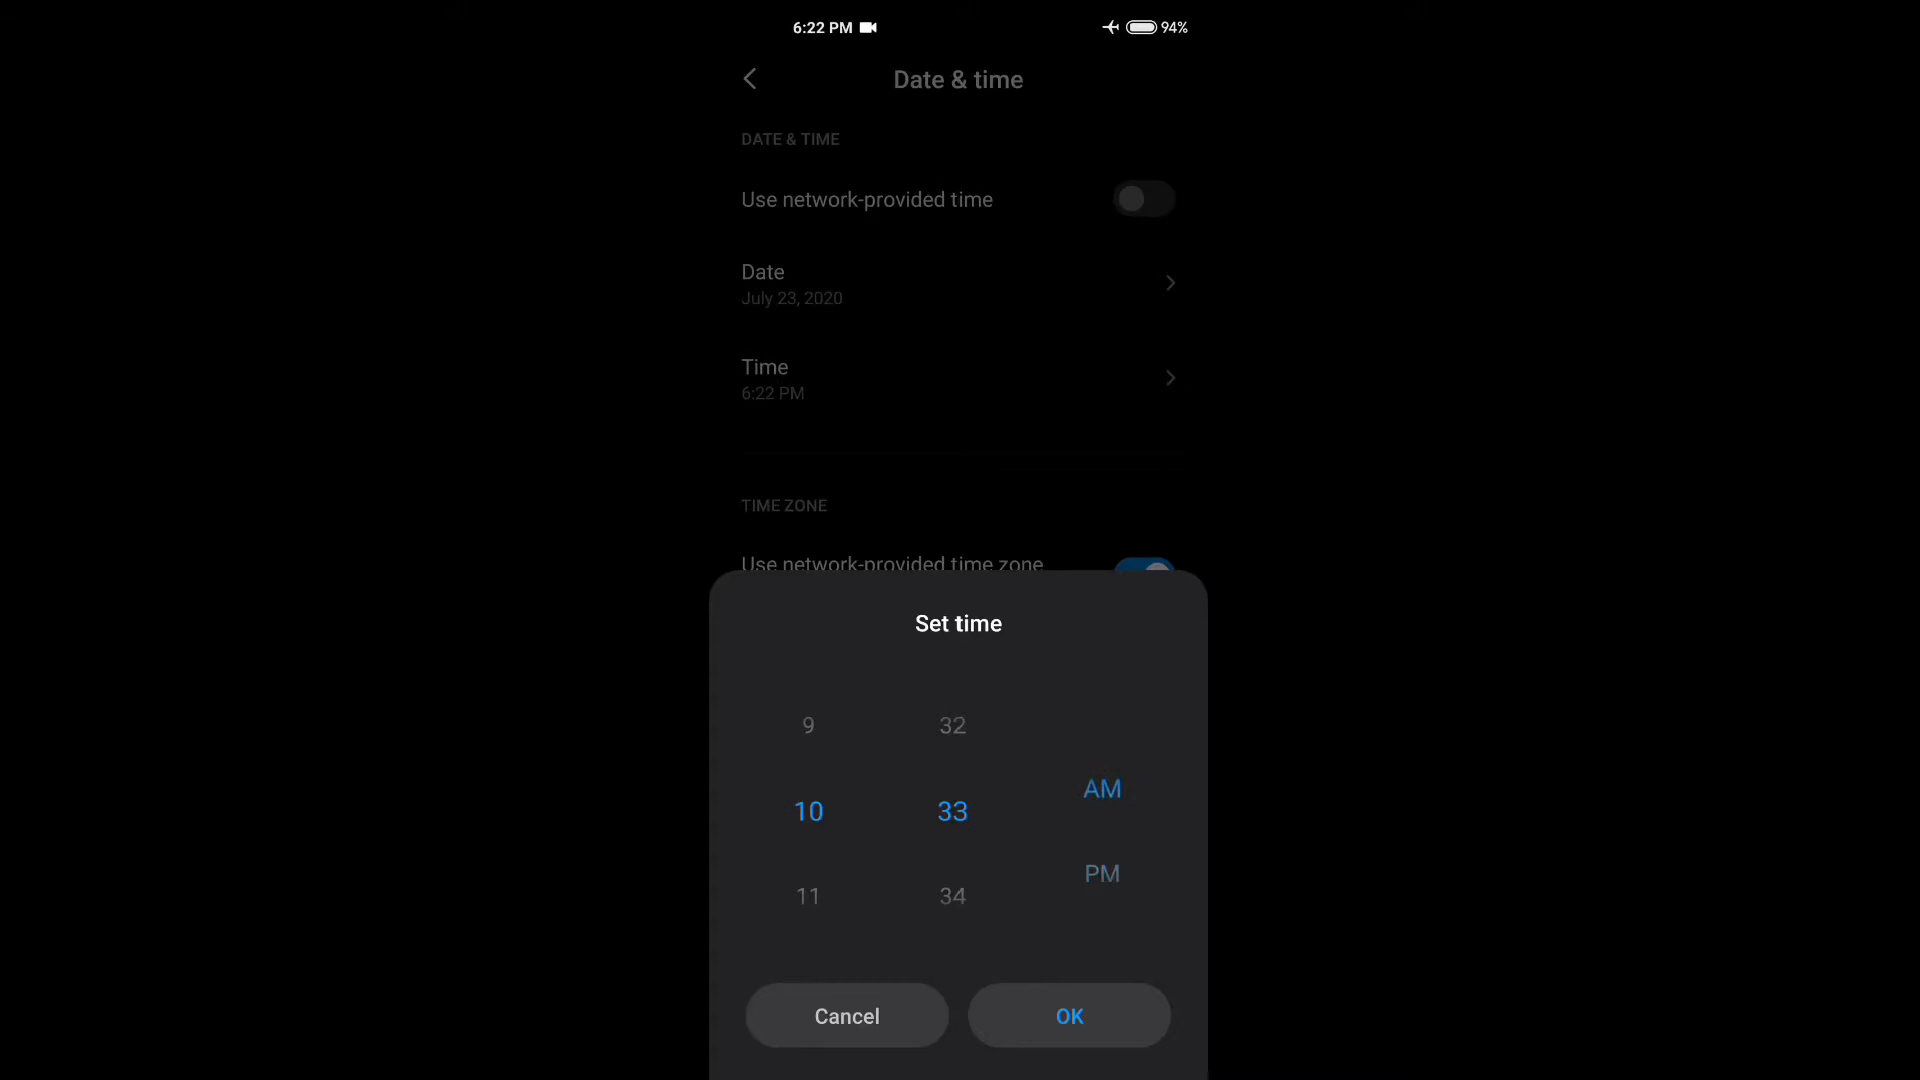 6:22 PM 94%
Date & time
DATE & TIME
Use network-provided time
Date
July 23, 2020
Time
6:22 PM
TIME ZONE
Use network-provided time zone
Set time
9 32
10 33 AM
11 34 PM
Cancel OK